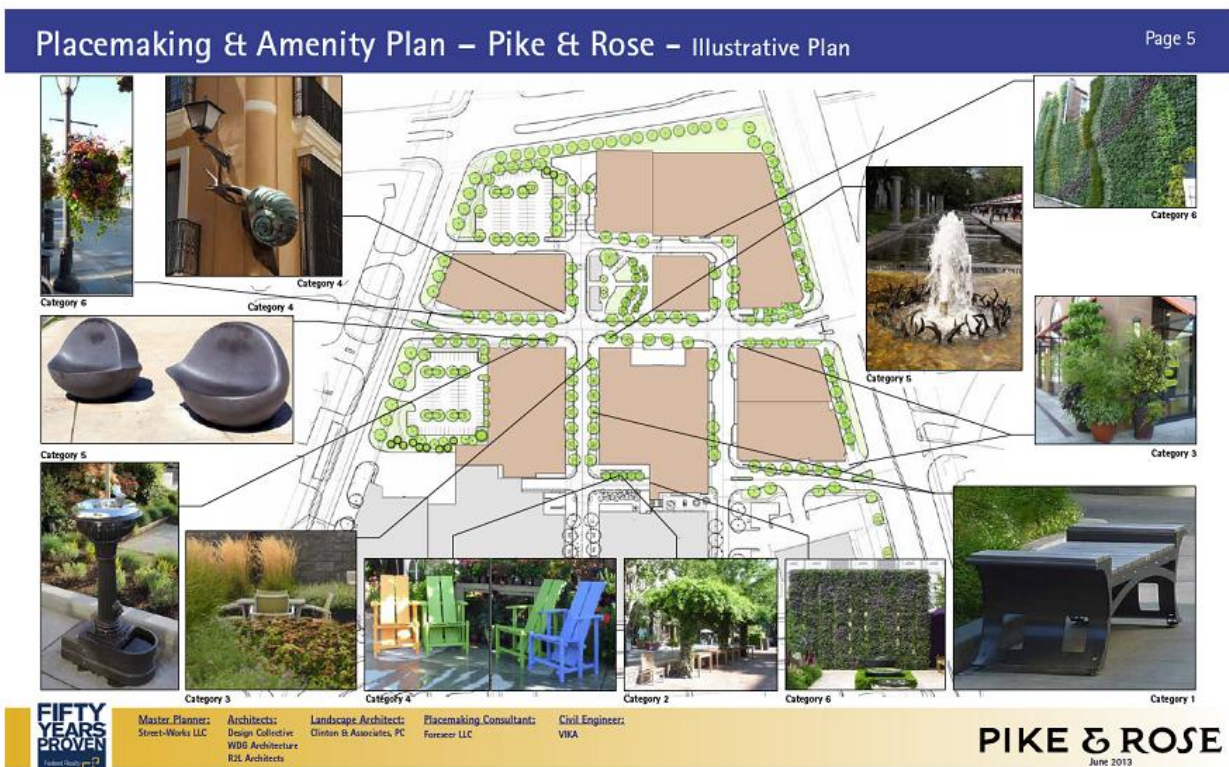 Placemaking & Amenity Plan – Pike & Rose – Illustrative Plan
Page 5
Category 6
Category 4
Category 4
Category 6
Category 5
Category 5
Category 3
Category 3
Category 4
Category 2
Category 6
Category 1
FIFTY
YEARS
PROVEN
Federal Realty
Master Planner:
Street-Works LLC
Architects:
Design Collective
WDG Architecture
R2L Architects
Landscape Architect:
Clinton & Associates, PC
Placemaking Consultant:
Foreseer LLC
Civil Engineer:
VIKA
PIKE & ROSE
June 2013